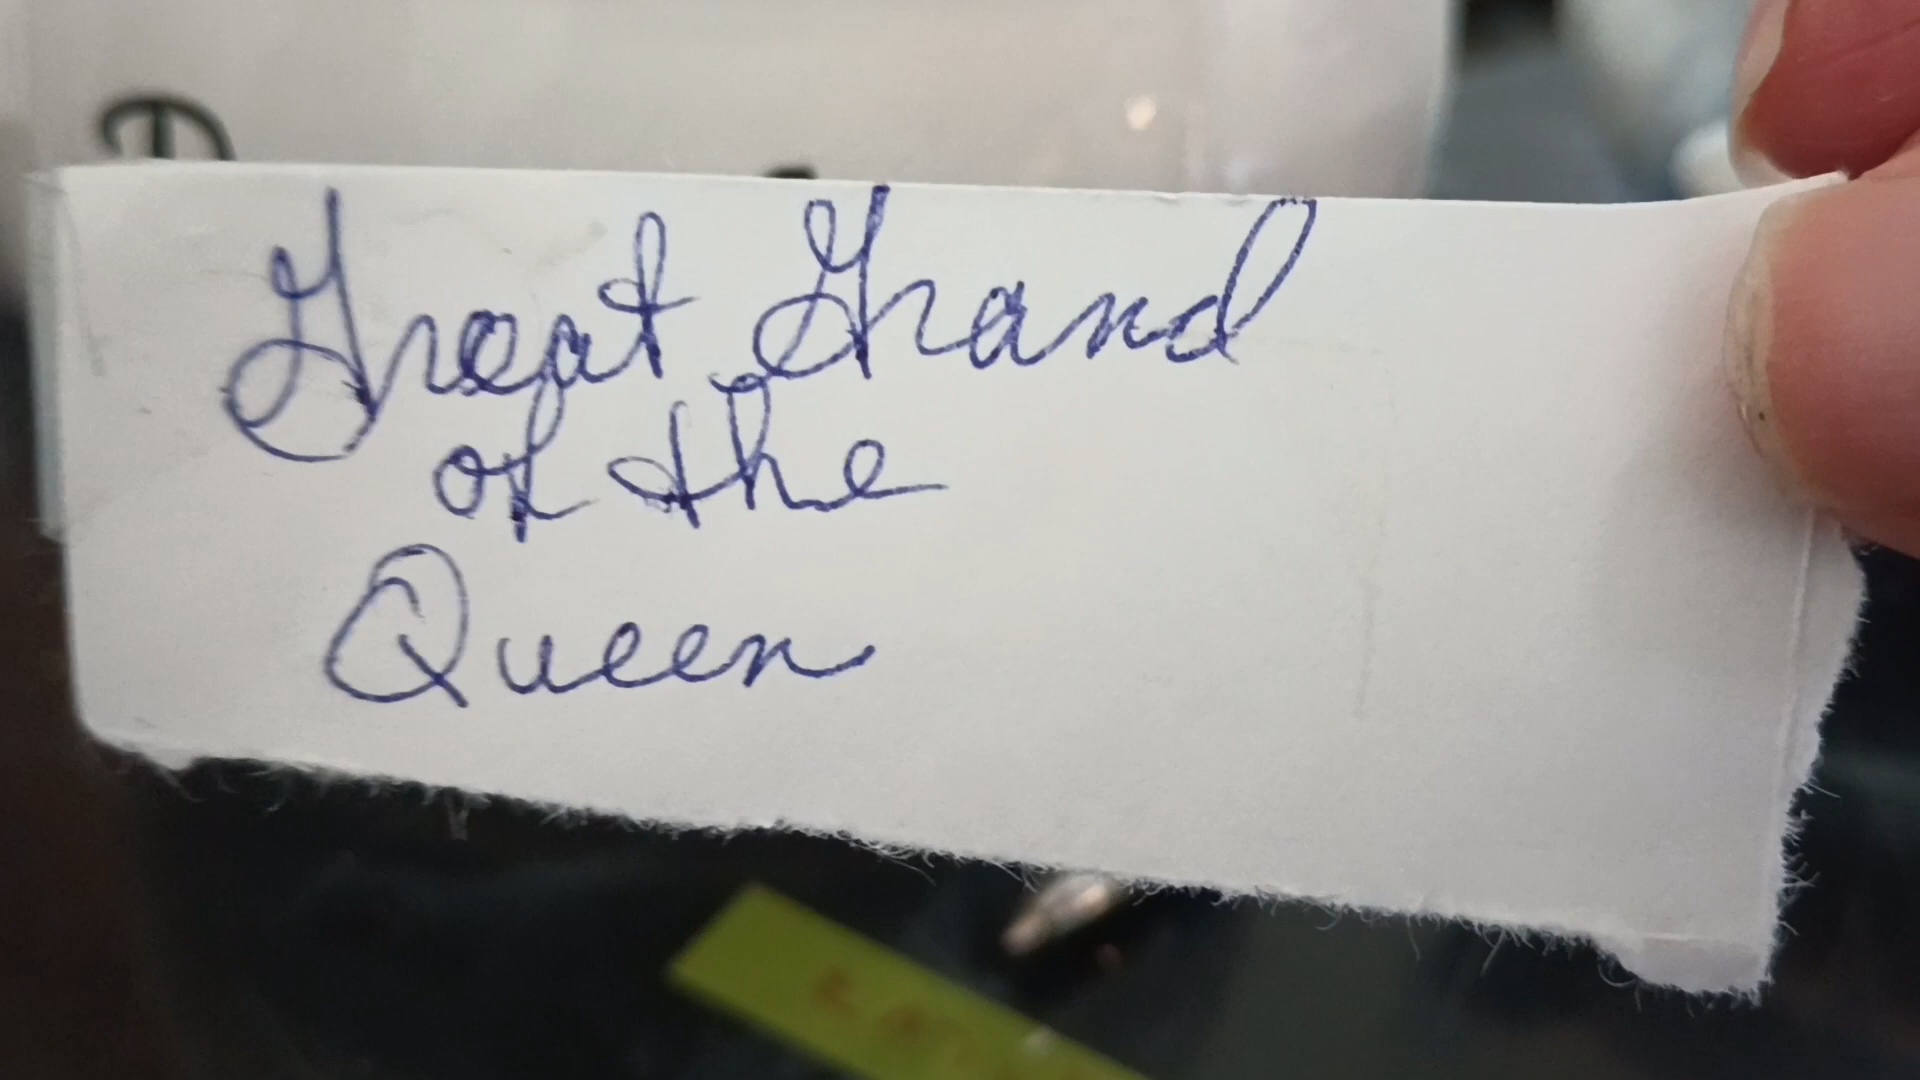 Great Grand
of the
Queen